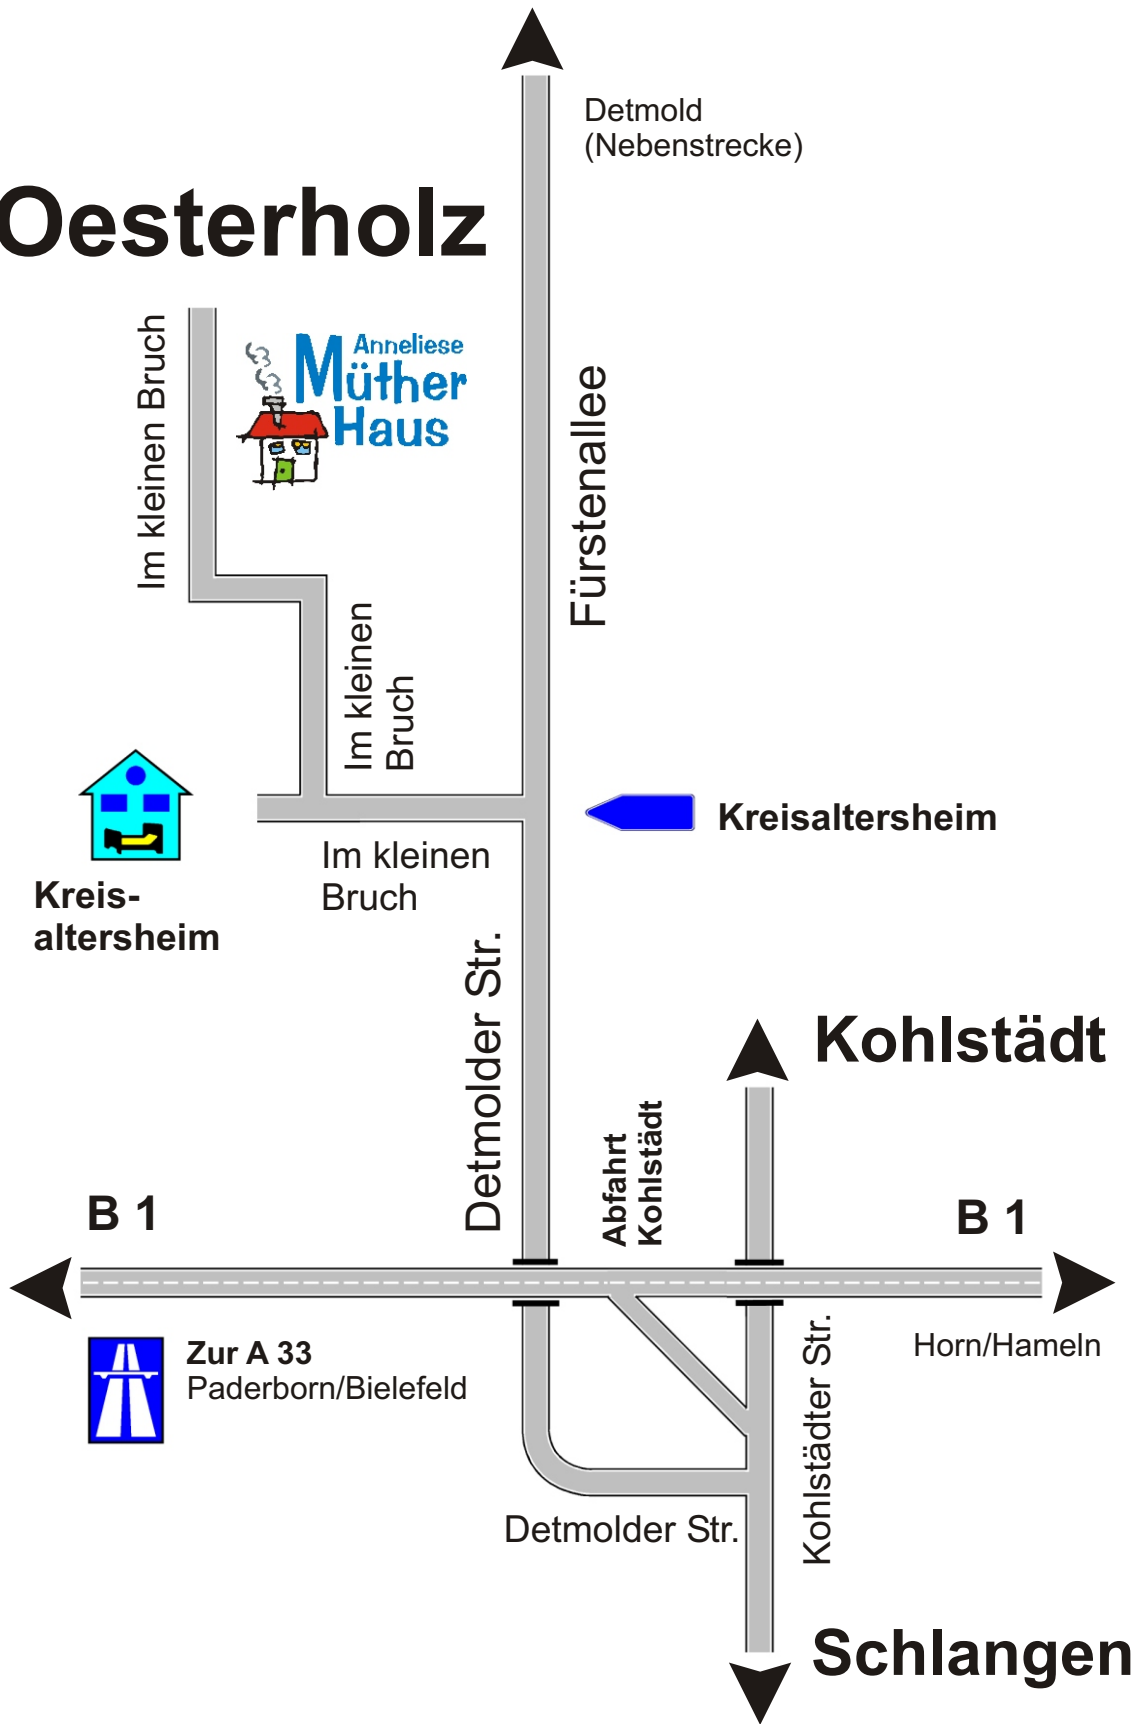 Detmold
(Nebenstrecke)
Oesterholz
Im kleinen Bruch
Anneliese
Müther
Haus
Fürstenallee
Im kleinen
Bruch
Kreisaltersheim
Im kleinen
Bruch
Kreis-
altersheim
Detmolder Str.
Kohlstädt
Abfahrt
Kohlstädt
B 1
B 1
Zur A 33
Paderborn/Bielefeld
Horn/Hameln
Kohlstädter Str.
Detmolder Str.
Schlangen